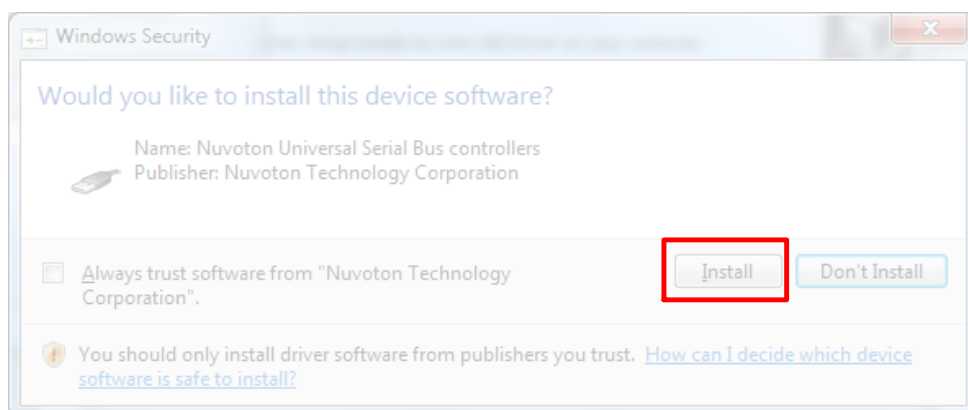 Windows Security
Would you like to install this device software?
Name: Nuvoton Universal Serial Bus controllers
Publisher: Nuvoton Technology Corporation
Always trust software from "Nuvoton Technology
Corporation".
Install
Don't Install
You should only install driver software from publishers you trust. How can I decide which device
software is safe to install?